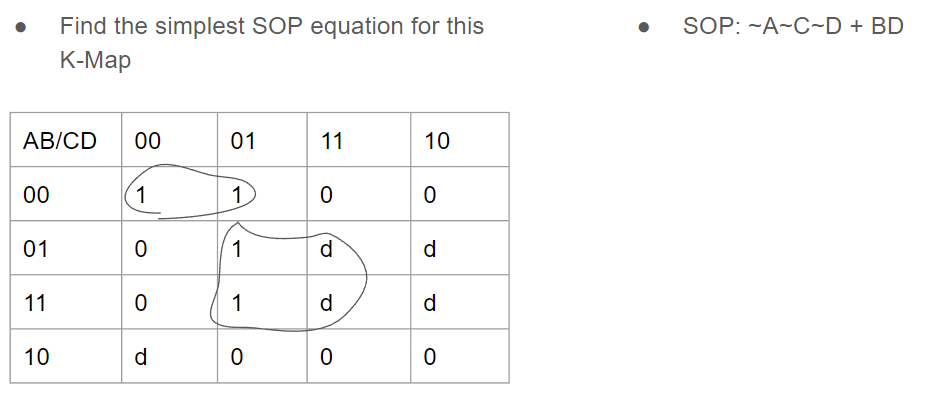 ● Find the simplest SOP equation for this
K-Map
● SOP: ~A~C~D + BD
AB/CD 00 01 11 10
00 1 1 0 0
01 0 1 d d
11 0 1 d d
10 d 0 0 0